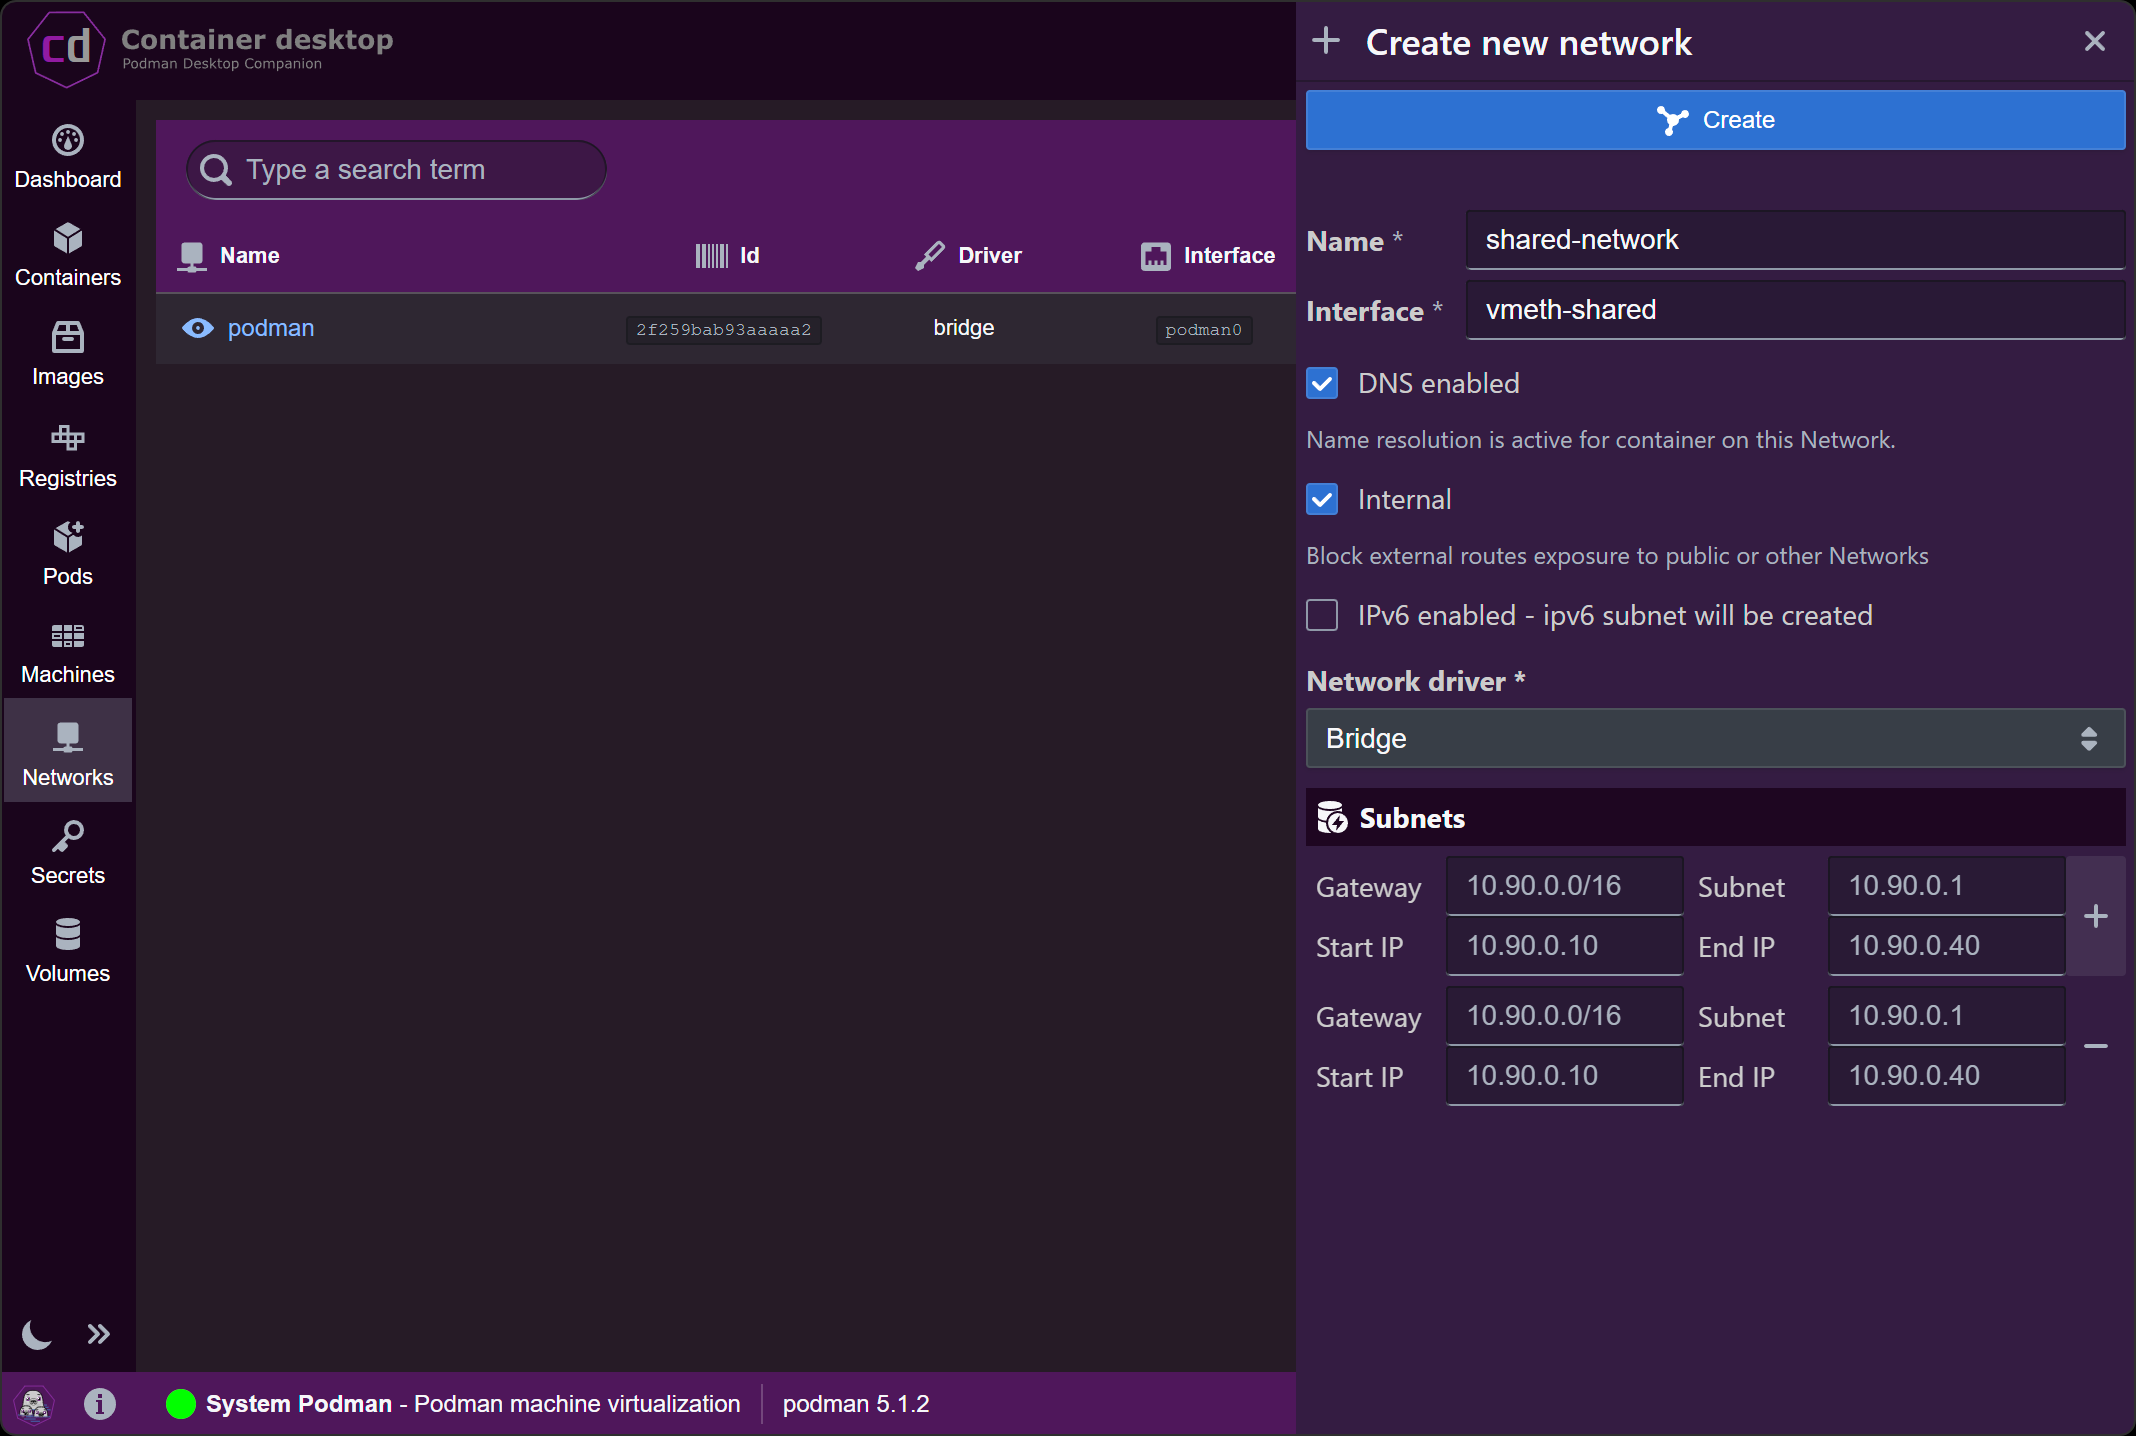 cd
Container desktop
Podman Desktop Companion
Dashboard
Containers
Images
Registries
Pods
Machines
Networks
Secrets
Volumes
Type a search term
Name Id Driver Interface
podman 2f259bab93aaaaa2 bridge podman0
Create new network
Create
Name * shared-network
Interface * vmeth-shared
DNS enabled
Name resolution is active for container on this Network.
Internal
Block external routes exposure to public or other Networks
IPv6 enabled - ipv6 subnet will be created
Network driver *
Bridge
Subnets
Gateway 10.90.0.0/16 Subnet 10.90.0.1
Start IP 10.90.0.10 End IP 10.90.0.40
Gateway 10.90.0.0/16 Subnet 10.90.0.1
Start IP 10.90.0.10 End IP 10.90.0.40
System Podman - Podman machine virtualization podman 5.1.2